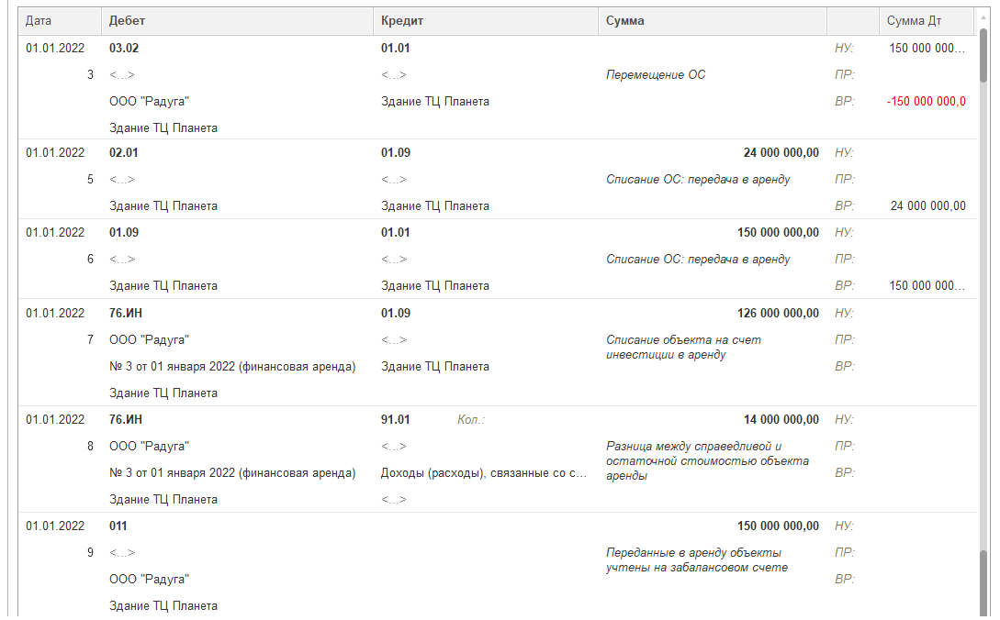 Дата Дебет Кредит Сумма Сумма Дт
01.01.2022 03.02 01.01 НУ: 150 000 000...
3 <...> <...> Перемещение ОС ПР:
ООО "Радуга" Здание ТЦ Планета ВР: -150 000 000,0
Здание ТЦ Планета
01.01.2022 02.01 01.09 24 000 000,00 НУ:
5 <...> <...> Списание ОС: передача в аренду ПР:
Здание ТЦ Планета Здание ТЦ Планета ВР: 24 000 000,00
01.01.2022 01.09 01.01 150 000 000,00 НУ:
6 <...> <...> Списание ОС: передача в аренду ПР:
Здание ТЦ Планета Здание ТЦ Планета ВР: 150 000 000...
01.01.2022 76.ИН 01.09 126 000 000,00 НУ:
7 ООО "Радуга" <...> Списание объекта на счет ПР:
инвестиции в аренду
№ 3 от 01 января 2022 (финансовая аренда) Здание ТЦ Планета ВР:
Здание ТЦ Планета
01.01.2022 76.ИН 91.01 Кол.: 14 000 000,00 НУ:
8 ООО "Радуга" <...> Разница между справедливой и ПР:
остаточной стоимостью объекта
№ 3 от 01 января 2022 (финансовая аренда) Доходы (расходы), связанные со с... аренды ВР:
Здание ТЦ Планета <...>
01.01.2022 011 150 000 000,00 НУ:
9 <...> Переданные в аренду объекты ПР:
учтены на забалансовом счете
ООО "Радуга" ВР:
Здание ТЦ Планета